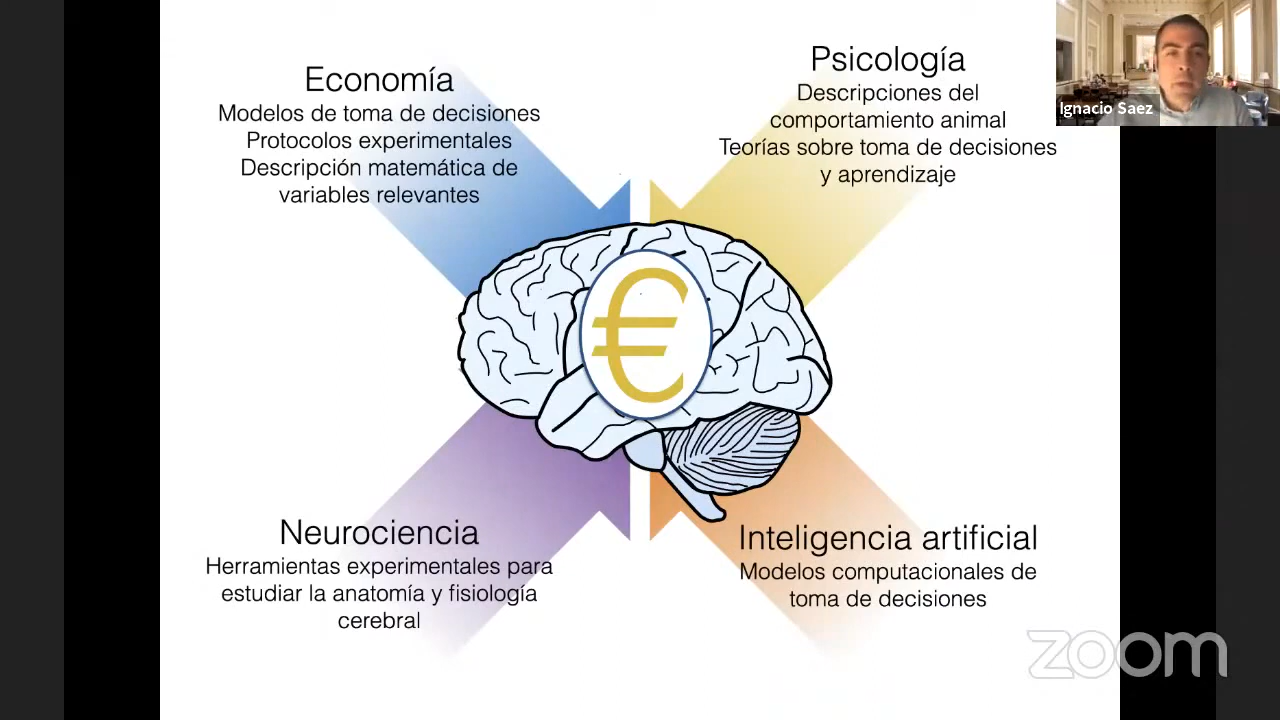 Economía
Modelos de toma de decisiones
Protocolos experimentales
Descripción matemática de
variables relevantes
Psicología
Descripciones del
comportamiento animal
Teorías sobre toma de decisiones
y aprendizaje
Ignacio Saez
€
Neurociencia
Herramientas experimentales para
estudiar la anatomía y fisiología
cerebral
Inteligencia artificial
Modelos computacionales de
toma de decisiones
zoom